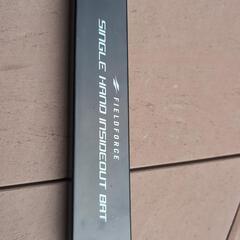 FIELDFORCE
SINGLE HAND INSIDEOUT BAT